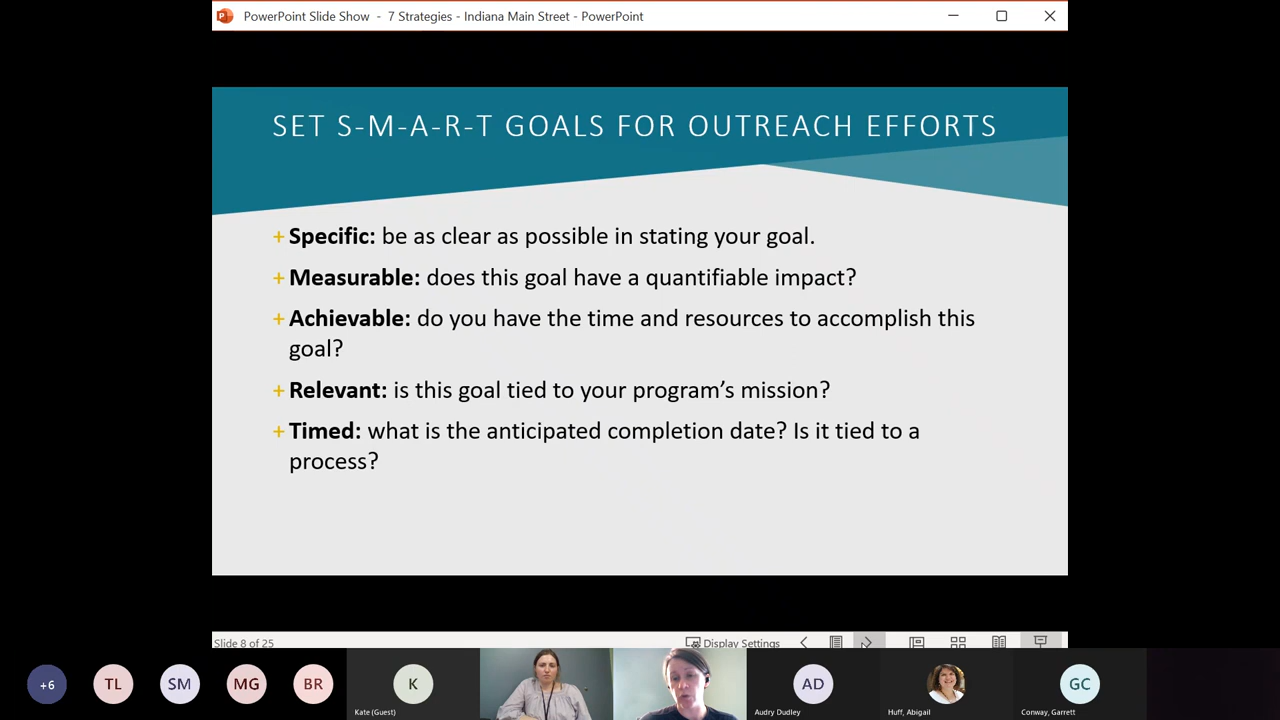 PowerPoint Slide Show - 7 Strategies - Indiana Main Street - PowerPoint
SET S-M-A-R-T GOALS FOR OUTREACH EFFORTS
+ Specific: be as clear as possible in stating your goal.
+ Measurable: does this goal have a quantifiable impact?
+ Achievable: do you have the time and resources to accomplish this
goal?
+ Relevant: is this goal tied to your program's mission?
+ Timed: what is the anticipated completion date? Is it tied to a
process?
Slide 8 of 25
Display Settings
+6
TL
SM
MG
BR
K
Kate (Guest)
AD
Audry Dudley
Huff, Abigail
GC
Conway, Garrett